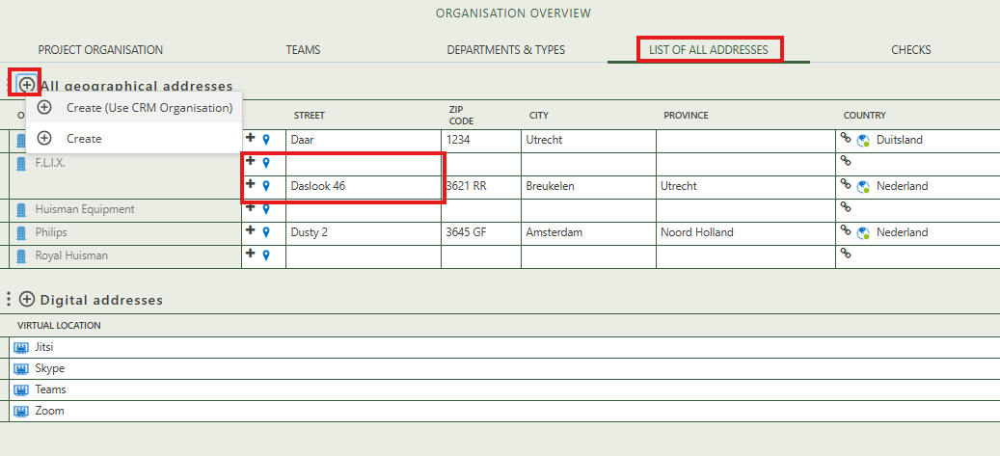 ORGANISATION OVERVIEW
PROJECT ORGANISATION TEAMS DEPARTMENTS & TYPES LIST OF ALL ADDRESSES CHECKS
All geographical addresses
Create (Use CRM Organisation)
Create
O STREET ZIP CODE CITY PROVINCE COUNTRY
Daar 1234 Utrecht Duitsland
F.L.I.X.
Daslook 46 3621 RR Breukelen Utrecht Nederland
Huisman Equipment
Philips Dusty 2 3645 GF Amsterdam Noord Holland Nederland
Royal Huisman
Digital addresses
VIRTUAL LOCATION
Jitsi
Skype
Teams
Zoom